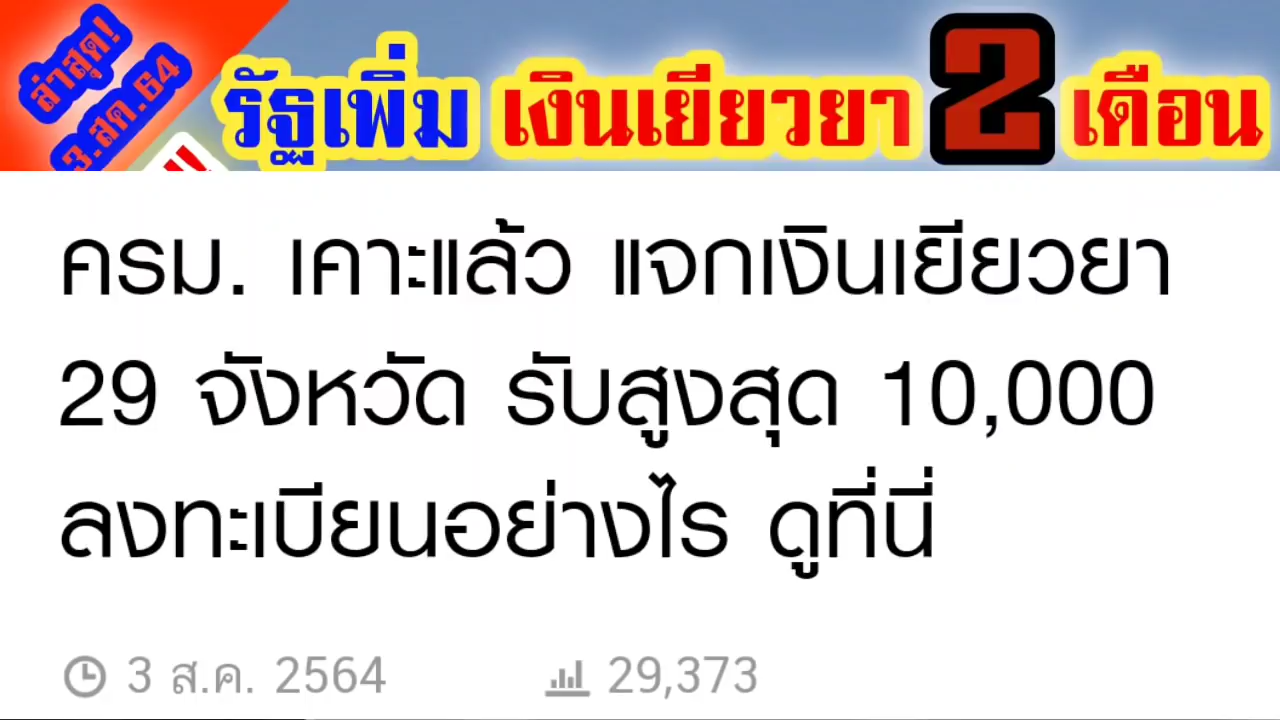 ล่าสุด!
3.สค.64
รัฐเพิ่ม เงินเยียวยา 2 เดือน
ครม. เคาะแล้ว แจกเงินเยียวยา
29 จังหวัด รับสูงสุด 10,000
ลงทะเบียนอย่างไร ดูที่นี่
3 ส.ค. 2564 29,373